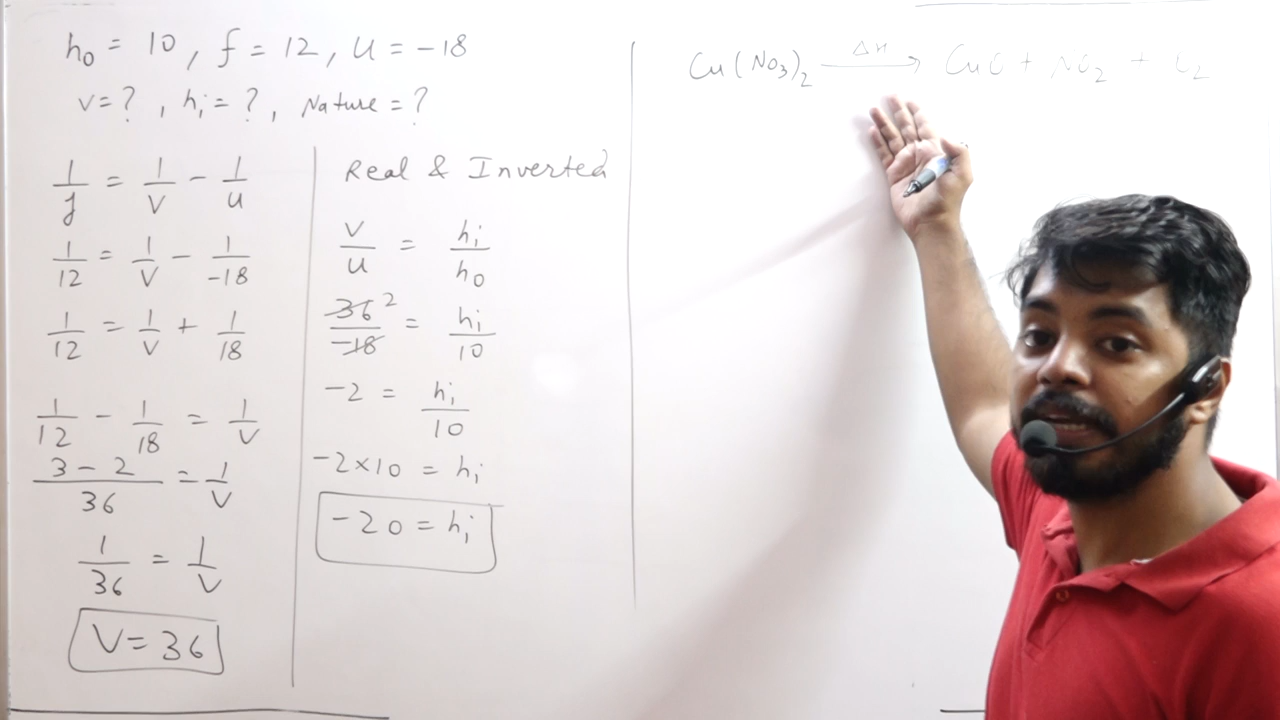 h₀ = 10 , f = 12 , u = -18
v = ? , hᵢ = ? , Nature = ?
1/f = 1/v - 1/u
1/12 = 1/v - 1/-18
1/12 = 1/v + 1/18
1/12 - 1/18 = 1/v
3 - 2/36 = 1/v
1/36 = 1/v
V = 36
Real & Inverted
v/u = hᵢ/h₀
36 2/-18 = hᵢ/10
-2 = hᵢ/10
-2 × 10 = hᵢ
-20 = hᵢ
Cu(NO₃)₂ ΔH → CuO + NO₂ + O₂